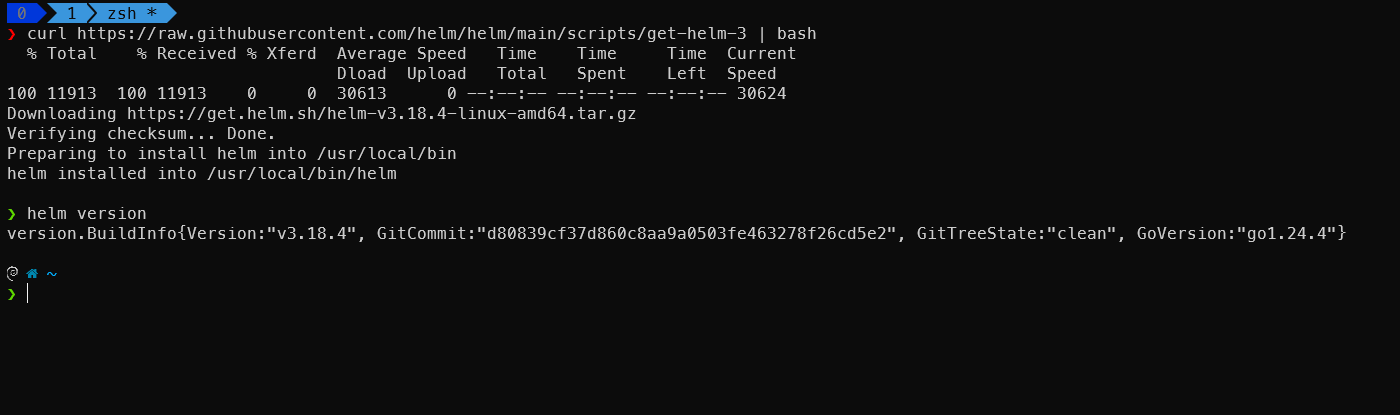 0 1 zsh *
❯ curl https://raw.githubusercontent.com/helm/helm/main/scripts/get-helm-3 | bash
  % Total    % Received % Xferd  Average Speed   Time    Time     Time  Current
                                 Dload  Upload   Total   Spent    Left  Speed
100 11913  100 11913    0     0  30613      0 --:--:-- --:--:-- --:--:-- 30624
Downloading https://get.helm.sh/helm-v3.18.4-linux-amd64.tar.gz
Verifying checksum... Done.
Preparing to install helm into /usr/local/bin
helm installed into /usr/local/bin/helm
❯ helm version
version.BuildInfo{Version:"v3.18.4", GitCommit:"d80839cf37d860c8aa9a0503fe463278f26cd5e2", GitTreeState:"clean", GoVersion:"go1.24.4"}
~
❯